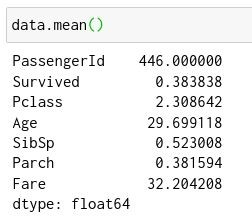 data.mean()
PassengerId    446.000000
Survived         0.383838
Pclass           2.308642
Age             29.699118
SibSp            0.523008
Parch            0.381594
Fare            32.204208
dtype: float64